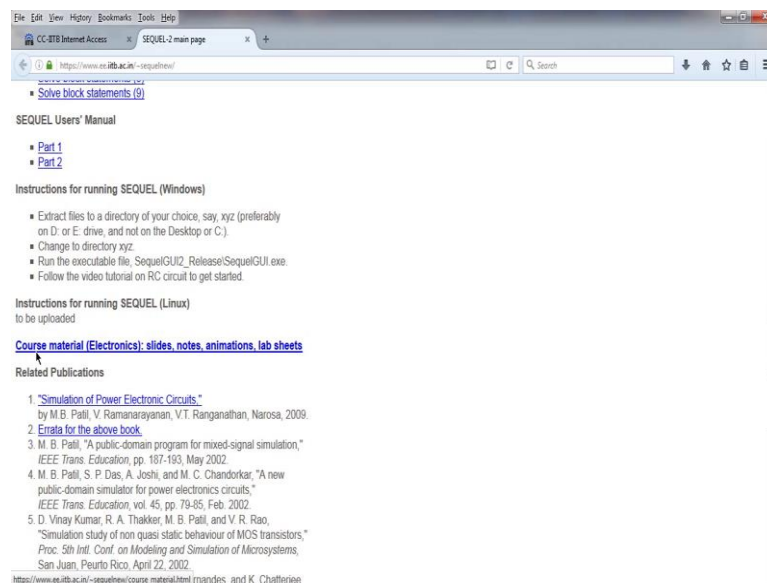 File Edit View History Bookmarks Tools Help
CC-IITB Internet Access × SEQUEL-2 main page × +
https://www.ee.iitb.ac.in/~sequelnew/ Search
Solve block statements (9)
SEQUEL Users' Manual
Part 1
Part 2
Instructions for running SEQUEL (Windows)
Extract files to a directory of your choice, say, xyz (preferably
on D: or E: drive, and not on the Desktop or C:).
Change to directory xyz.
Run the executable file, SequelGUI2_Release\SequelGUI.exe.
Follow the video tutorial on RC circuit to get started.
Instructions for running SEQUEL (Linux)
to be uploaded
Course material (Electronics): slides, notes, animations, lab sheets
Related Publications
1. "Simulation of Power Electronic Circuits,"
by M.B. Patil, V. Ramanarayanan, V.T. Ranganathan, Narosa, 2009.
2. Errata for the above book.
3. M. B. Patil, "A public-domain program for mixed-signal simulation,"
IEEE Trans. Education, pp. 187-193, May 2002.
4. M. B. Patil, S. P. Das, A. Joshi, and M. C. Chandorkar, "A new
public-domain simulator for power electronics circuits,"
IEEE Trans. Education, vol. 45, pp. 79-85, Feb. 2002.
5. D. Vinay Kumar, R. A. Thakker, M. B. Patil, and V. R. Rao,
"Simulation study of non quasi static behaviour of MOS transistors,"
Proc. 5th Intl. Conf. on Modeling and Simulation of Microsystems,
San Juan, Peurto Rico, April 22, 2002.
https://www.ee.iitb.ac.in/~sequelnew/course_material.html rnandes, and K. Chatterjee